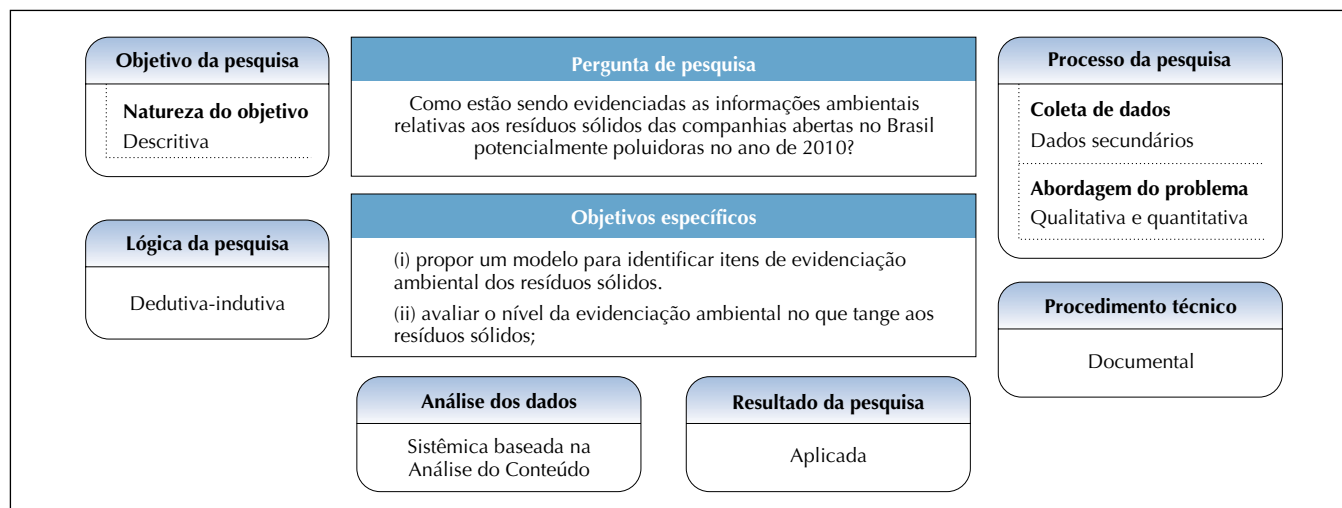 Objetivo da pesquisa
Natureza do objetivo
Descritiva
Lógica da pesquisa
Dedutiva-indutiva
Pergunta de pesquisa
Como estão sendo evidenciadas as informações ambientais
relativas aos resíduos sólidos das companhias abertas no Brasil
potencialmente poluidoras no ano de 2010?
Objetivos específicos
(i) propor um modelo para identificar itens de evidenciação
ambiental dos resíduos sólidos.
(ii) avaliar o nível da evidenciação ambiental no que tange aos
resíduos sólidos;
Processo da pesquisa
Coleta de dados
Dados secundários
Abordagem do problema
Qualitativa e quantitativa
Procedimento técnico
Documental
Análise dos dados
Sistêmica baseada na
Análise do Conteúdo
Resultado da pesquisa
Aplicada